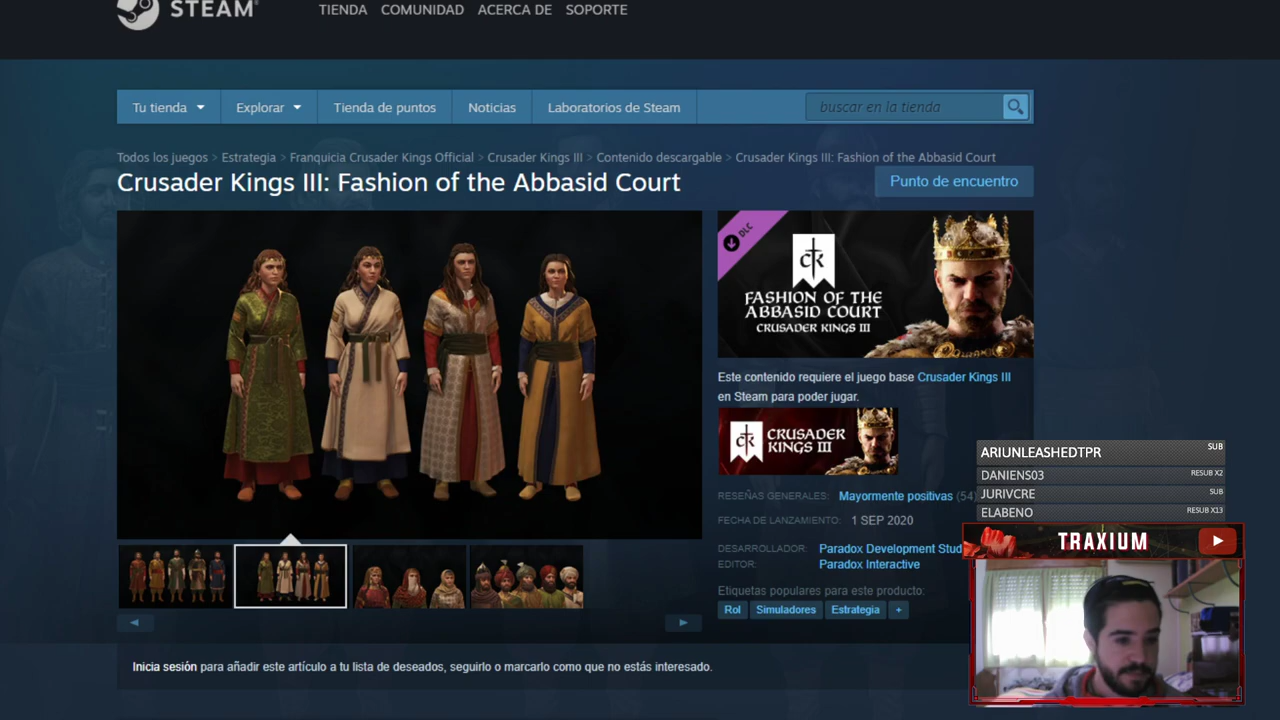 STEAM
TIENDA COMUNIDAD ACERCA DE SOPORTE
Tu tienda Explorar Tienda de puntos Noticias Laboratorios de Steam buscar en la tienda
Todos los juegos > Estrategia > Franquicia Crusader Kings Official > Crusader Kings III > Contenido descargable > Crusader Kings III: Fashion of the Abbasid Court
Crusader Kings III: Fashion of the Abbasid Court
Punto de encuentro
DLC
CK
FASHION OF THE
ABBASID COURT
CRUSADER KINGS III
Este contenido requiere el juego base Crusader Kings III
en Steam para poder jugar.
CK
CRUSADER
KINGS III
RESEÑAS GENERALES: Mayormente positivas (54)
FECHA DE LANZAMIENTO: 1 SEP 2020
DESARROLLADOR: Paradox Development Stud
EDITOR: Paradox Interactive
Etiquetas populares para este producto:
Rol Simuladores Estrategia +
ARIUNLEASHEDTPR SUB
DANIENS03 RESUB X2
JURIVCRE SUB
ELABENO RESUB X13
TRAXIUM
Inicia sesión para añadir este artículo a tu lista de deseados, seguirlo o marcarlo como que no estás interesado.